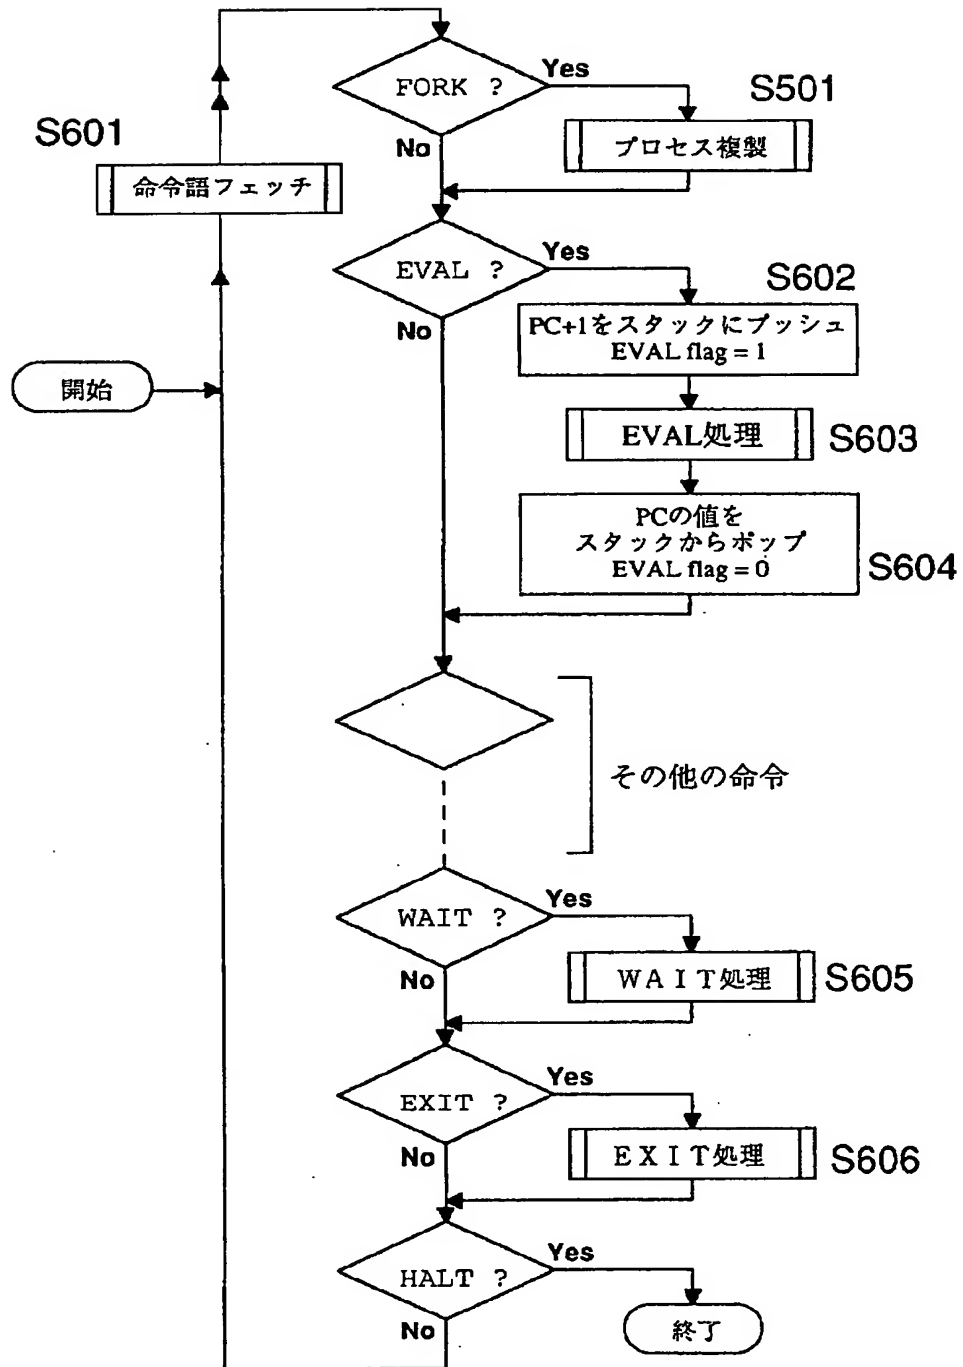 FORK ?
Yes
S501
プロセス複製
No
S601
命令語フェッチ
EVAL ?
Yes
S602
PC+1をスタックにプッシュ
EVAL flag = 1
No
開始
EVAL処理
S603
PCの値を
スタックからポップ
EVAL flag = 0
S604
その他の命令
WAIT ?
Yes
WAIT処理
S605
No
EXIT ?
Yes
EXIT処理
S606
No
HALT ?
Yes
終了
No